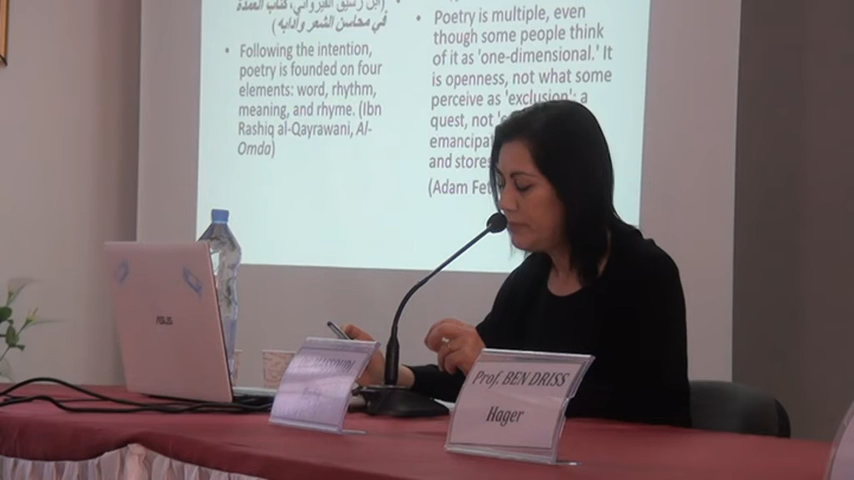 (ابن رشيق القيرواني، كتاب العمدة
في محاسن الشعر وآدابه)
• Following the intention,
poetry is founded on four
elements: word, rhythm,
meaning, and rhyme. (Ibn
Rashiq al-Qayrawani, Al-
Omda)
• Poetry is multiple, even
though some people think
of it as 'one-dimensional.' It
is openness, not what some
perceive as 'exclusion': a
quest, not
emancipa
and stores
(Adam Fet
ASUS
Prof. BEN DRISS
Hager